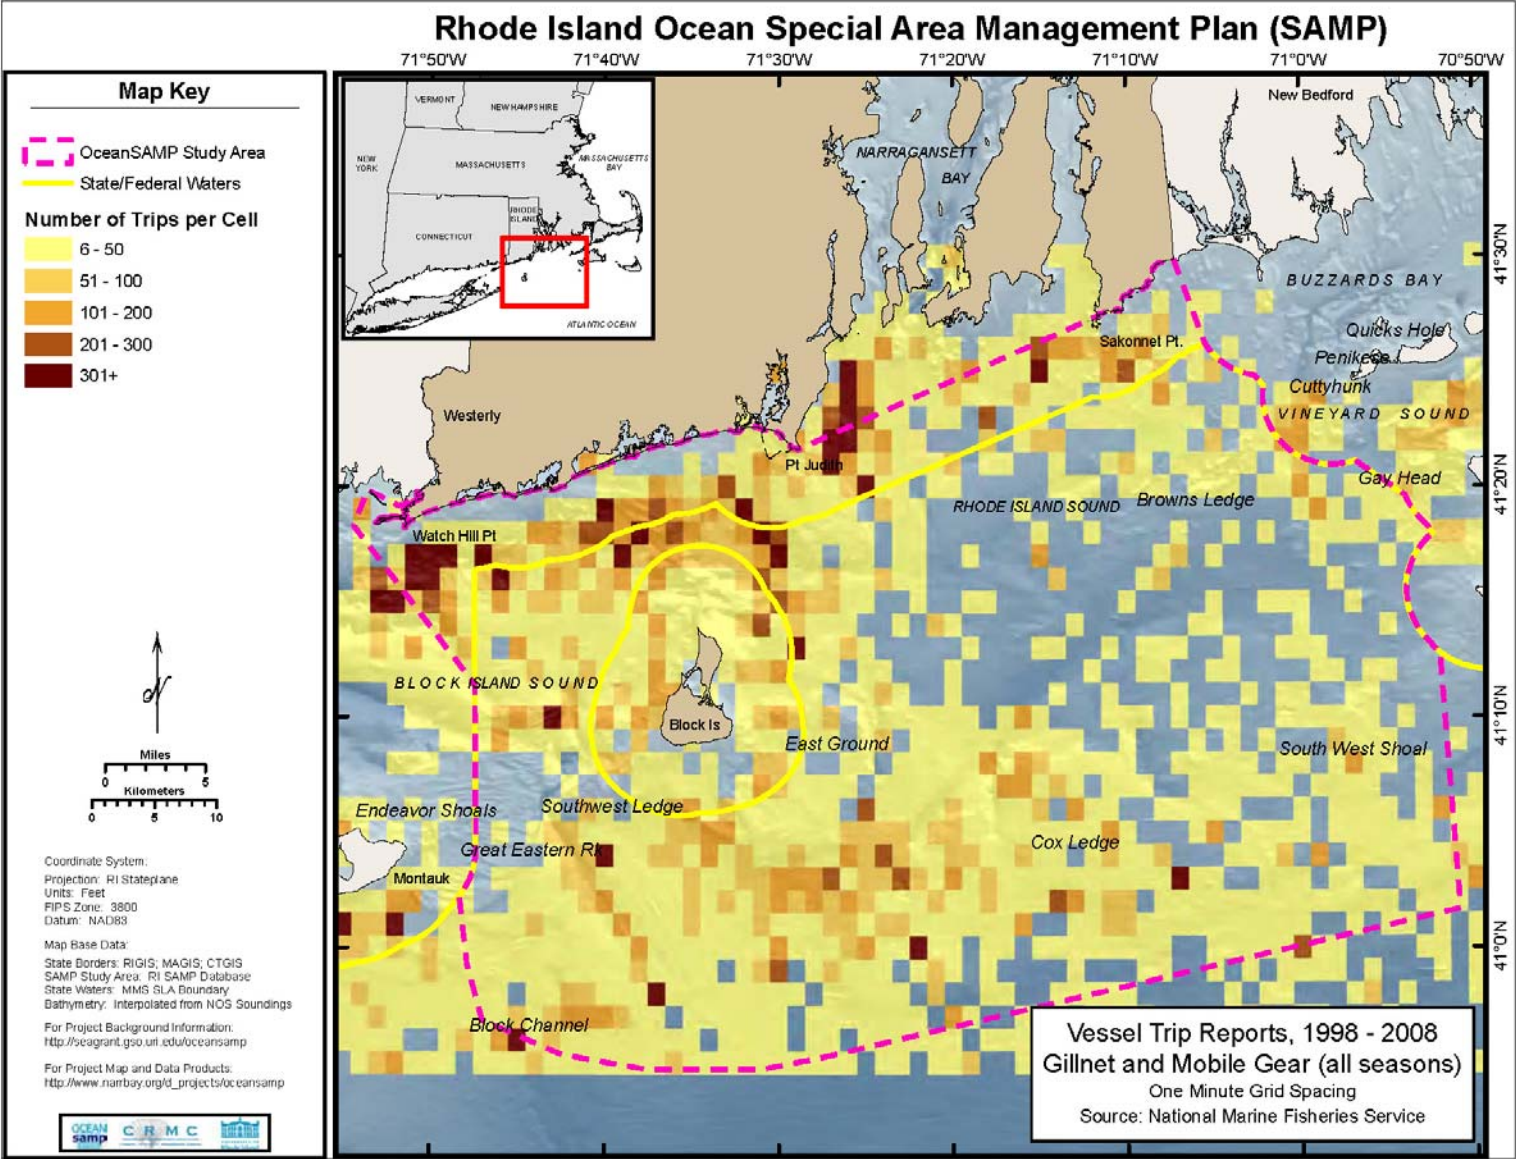 Rhode Island Ocean Special Area Management Plan (SAMP)
71°50'W 71°40'W 71°30'W 71°20'W 71°10'W 71°0'W 70°50'W
Map Key
OceanSAMP Study Area
State/Federal Waters
Number of Trips per Cell
6 - 50
51 - 100
101 - 200
201 - 300
301+
Miles
0 5
Kilometers
0 5 10
Coordinate System:
Projection: RI Stateplane
Units: Feet
FIPS Zone: 3800
Datum: NAD83
Map Base Data:
State Borders: RIGIS; MAGIS; CTGIS
SAMP Study Area: RI SAMP Database
State Waters: MMS SLA Boundary
Bathymetry: Interpolated from NOS Soundings
For Project Background Information:
http://seagrant.gso.uri.edu/oceansamp
For Project Map and Data Products:
http://www.narrbay.org/d_projects/oceansamp
OCEAN
samp
C R M C
VERMONT
NEW HAMPSHIRE
NEW
YORK
MASSACHUSETTS
MASSACHUSETTS
BAY
RHODE
ISLAND
CONNECTICUT
ATLANTIC OCEAN
New Bedford
NARRAGANSETT
BAY
BUZZARDS BAY
Quicks Hole
Sakonnet Pt.
Penikese
Cuttyhunk
VINEYARD SOUND
Westerly
Pt Judith
Gay Head
Browns Ledge
RHODE ISLAND SOUND
Watch Hill Pt
BLOCK ISLAND SOUND
Block Is
East Ground
South West Shoal
Endeavor Shoals
Southwest Ledge
Great Eastern Rk
Cox Ledge
Montauk
Block Channel
41°30'N
41°20'N
41°10'N
41°0'N
Vessel Trip Reports, 1998 - 2008
Gillnet and Mobile Gear (all seasons)
One Minute Grid Spacing
Source: National Marine Fisheries Service